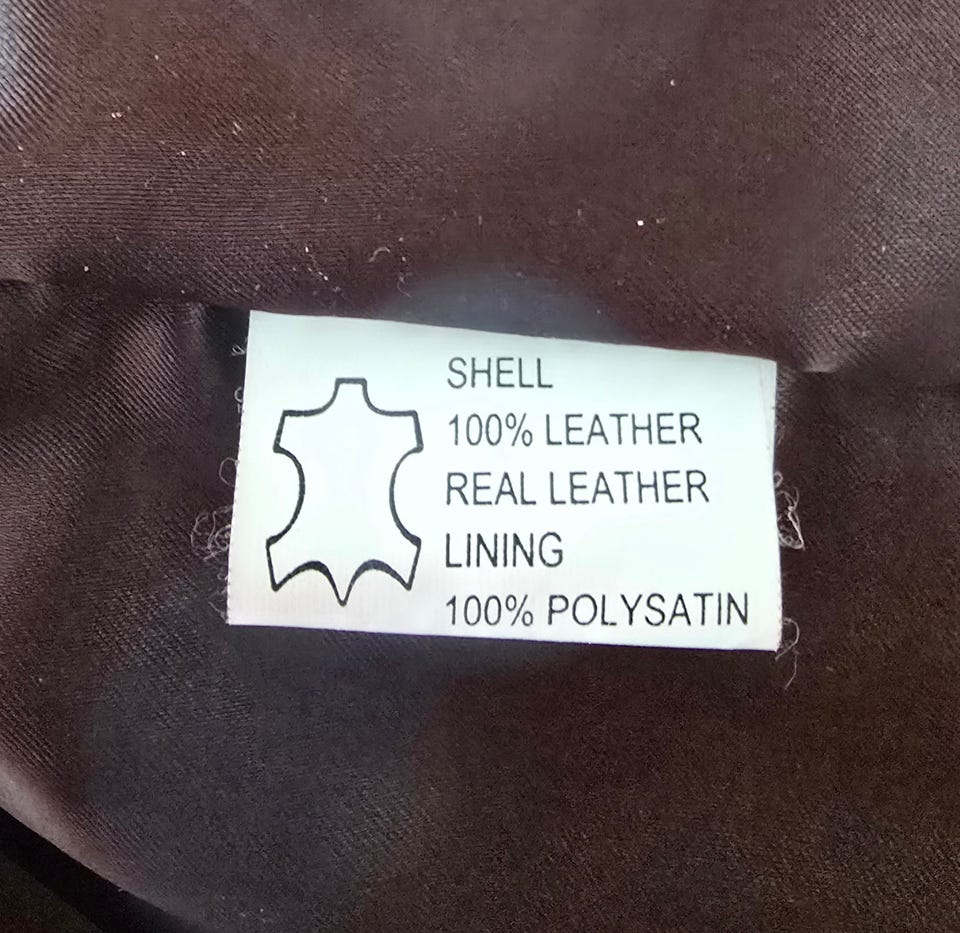 SHELL
100% LEATHER
REAL LEATHER
LINING
100% POLYSATIN